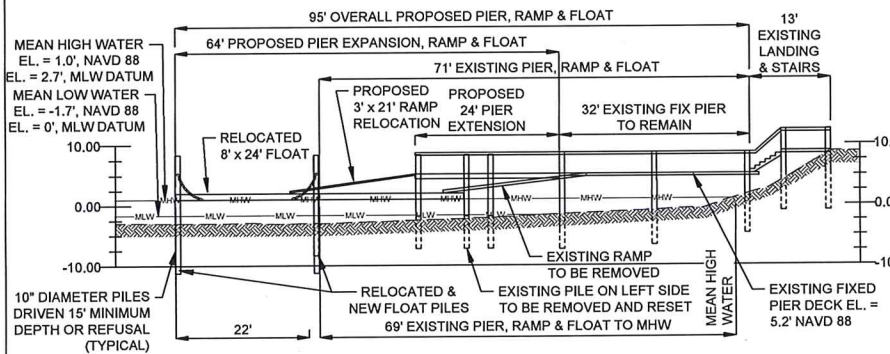 95' OVERALL PROPOSED PIER, RAMP & FLOAT
13'
EXISTING
LANDING
& STAIRS
MEAN HIGH WATER
EL. = 1.0', NAVD 88
EL. = 2.7', MLW DATUM
MEAN LOW WATER
EL. = -1.7', NAVD 88
EL. = 0', MLW DATUM
64' PROPOSED PIER EXPANSION, RAMP & FLOAT
71' EXISTING PIER, RAMP & FLOAT
PROPOSED
3' x 21' RAMP
RELOCATION
PROPOSED
24' PIER
EXTENSION
32' EXISTING FIX PIER
TO REMAIN
RELOCATED
8' x 24' FLOAT
10.00
0.00
-10.00
MHW MHW MHW MHW MHW
MLW MLW MLW MLW MLW MLW
EXISTING RAMP
TO BE REMOVED
MEAN HIGH
WATER
10" DIAMETER PILES
DRIVEN 15' MINIMUM
DEPTH OR REFUSAL
(TYPICAL)
RELOCATED &
NEW FLOAT PILES
EXISTING PILE ON LEFT SIDE
TO BE REMOVED AND RESET
EXISTING FIXED
PIER DECK EL. =
5.2' NAVD 88
22'
69' EXISTING PIER, RAMP & FLOAT TO MHW